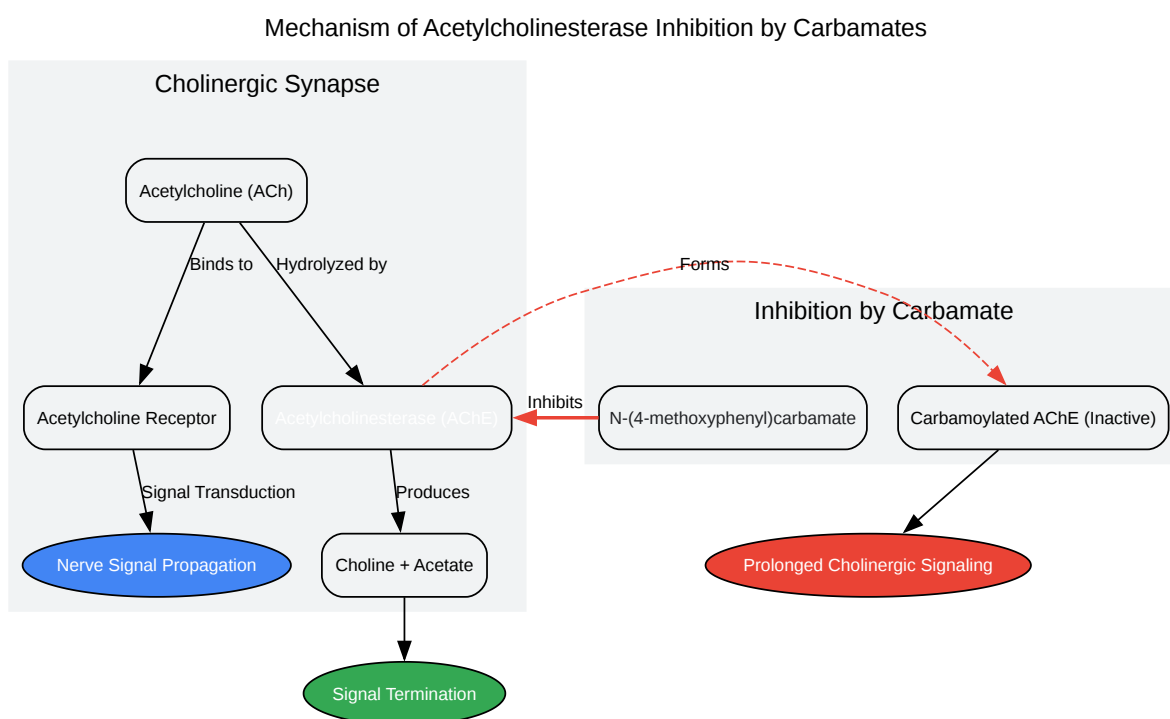 Mechanism of Acetylcholinesterase Inhibition by Carbamates
Cholinergic Synapse
Acetylcholine (ACh)
Binds to
Hydrolyzed by
Forms
Inhibition by Carbamate
Acetylcholine Receptor
Acetylcholinesterase (AChE)
Inhibits
N-(4-methoxyphenyl)carbamate
Carbamoylated AChE (Inactive)
Signal Transduction
Produces
Nerve Signal Propagation
Choline + Acetate
Prolonged Cholinergic Signaling
Signal Termination